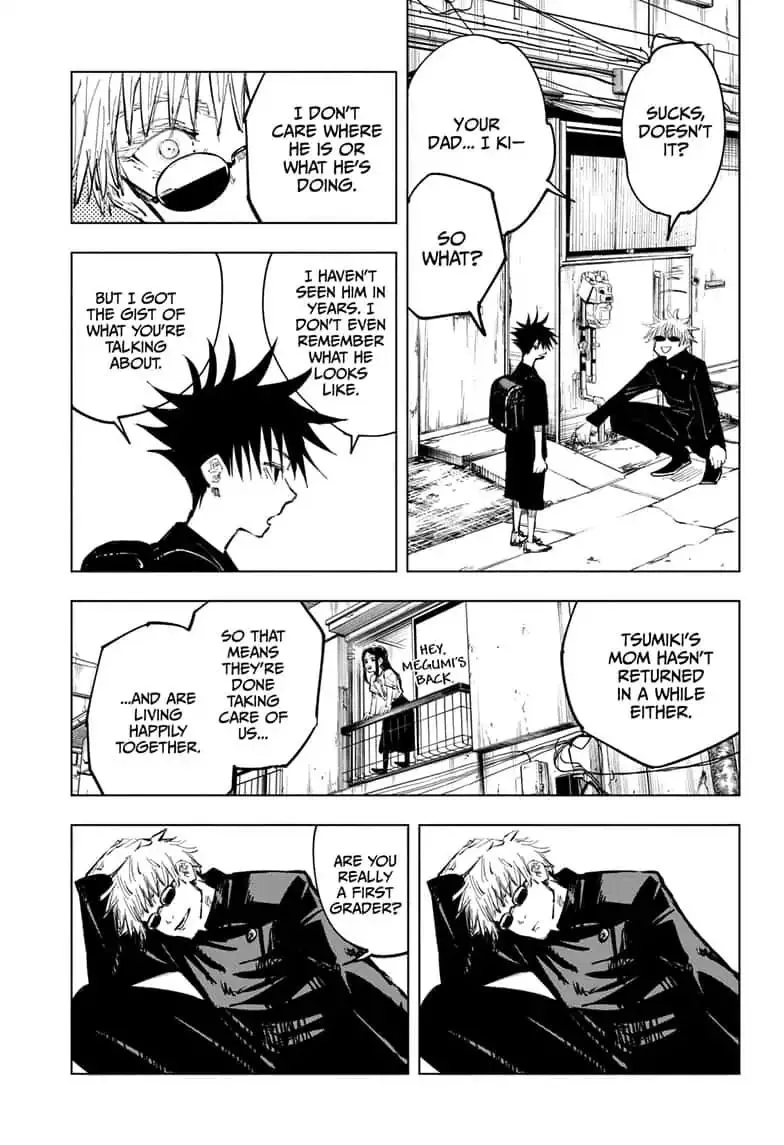 SUCKS,
DOESN'T
IT?
YOUR
DAD... I KI—
SO
WHAT?
I DON'T
CARE WHERE
HE IS OR
WHAT HE'S
DOING.
I HAVEN'T
SEEN HIM IN
YEARS. I
DON'T EVEN
REMEMBER
WHAT HE
LOOKS
LIKE.
BUT I GOT
THE GIST OF
WHAT YOU'RE
TALKING
ABOUT.
TSUMIKI'S
MOM HASN'T
RETURNED
IN A WHILE
EITHER.
HEY,
MEGUMI'S
BACK.
SO THAT
MEANS
THEY'RE
DONE
TAKING
CARE OF
US...
...AND ARE
LIVING
HAPPILY
TOGETHER.
ARE YOU
REALLY
A FIRST
GRADER?